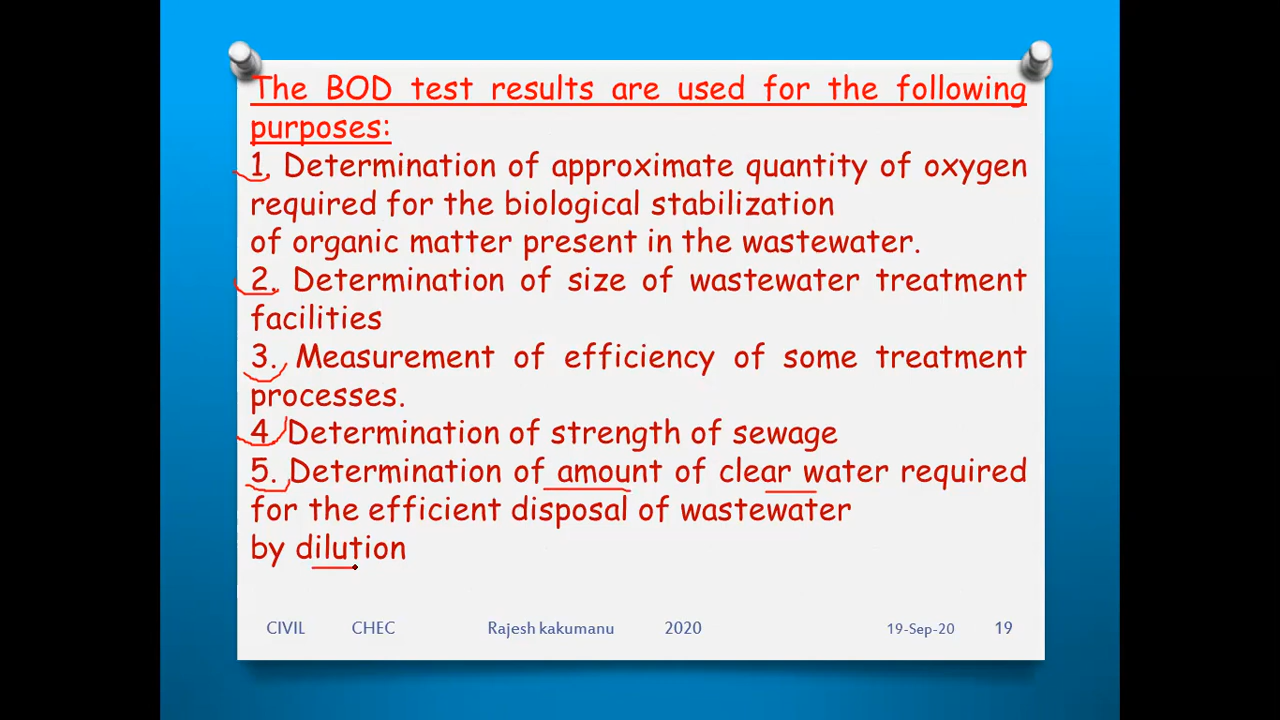 The BOD test results are used for the following
purposes:
1. Determination of approximate quantity of oxygen
required for the biological stabilization
of organic matter present in the wastewater.
2. Determination of size of wastewater treatment
facilities
3. Measurement of efficiency of some treatment
processes.
4 Determination of strength of sewage
5. Determination of amount of clear water required
for the efficient disposal of wastewater
by dilution
CIVIL CHEC Rajesh kakumanu 2020 19-Sep-20 19